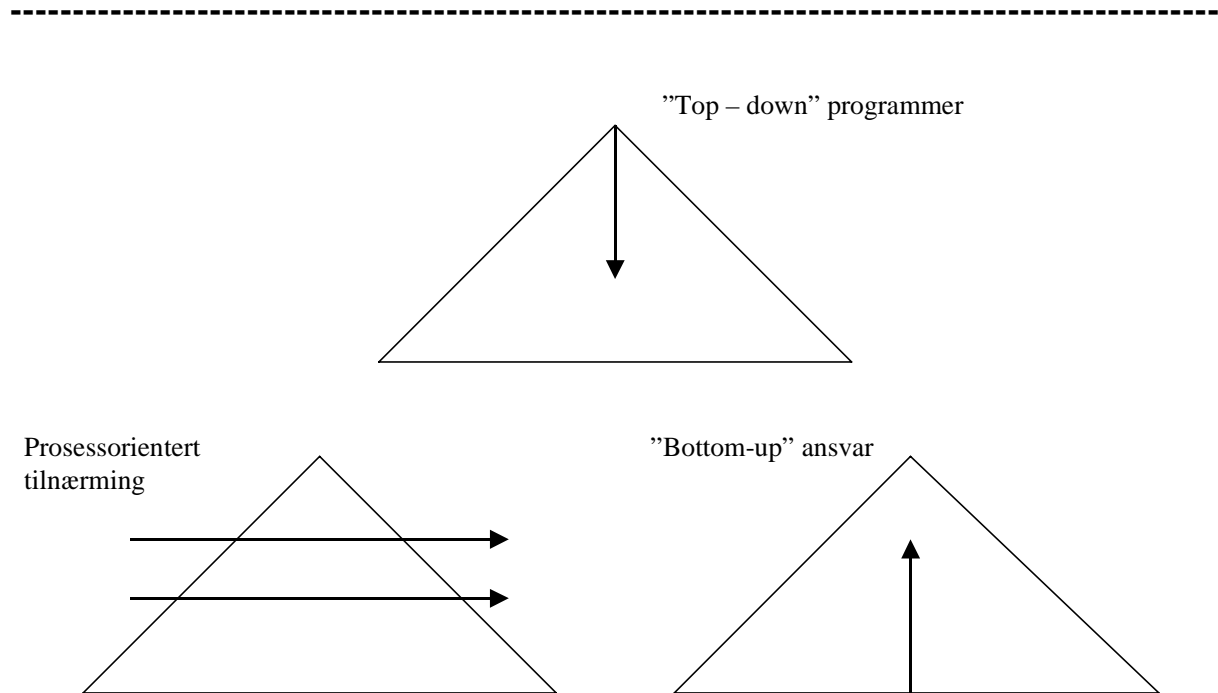 ”Top – down” programmer
Prosessorientert
tilnærming
”Bottom-up” ansvar